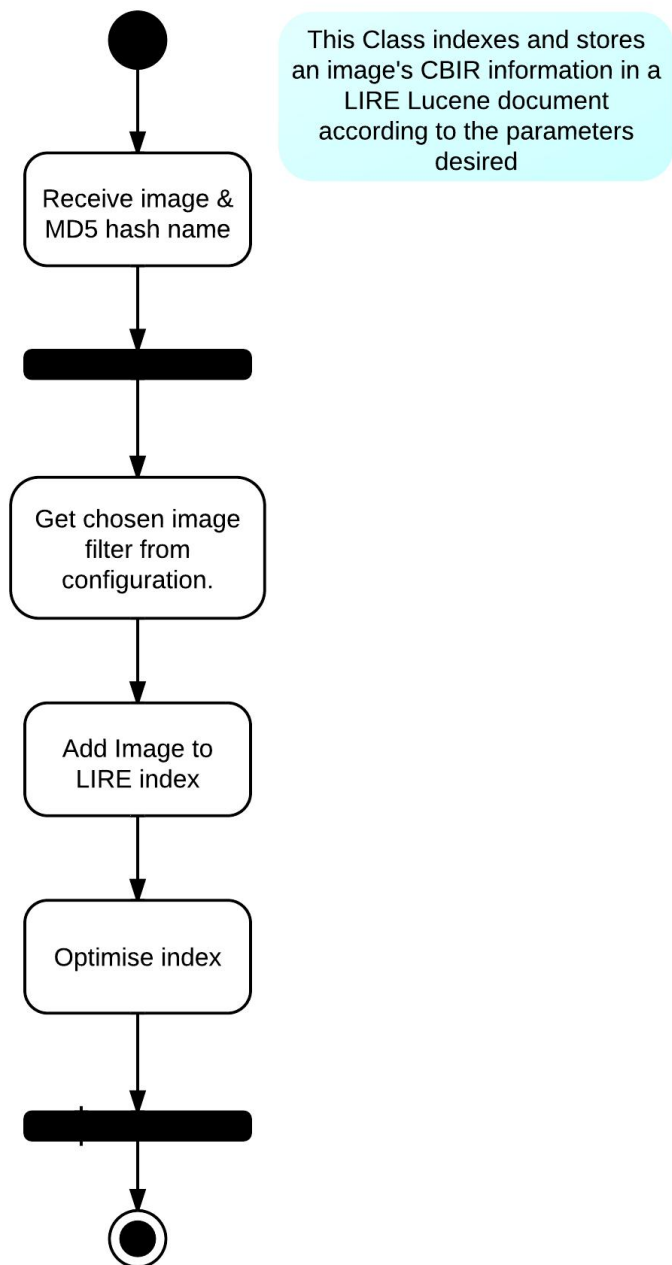 This Class indexes and stores
an image's CBIR information in a
LIRE Lucene document
according to the parameters
desired
Receive image &
MD5 hash name
Get chosen image
filter from
configuration.
Add Image to
LIRE index
Optimise index